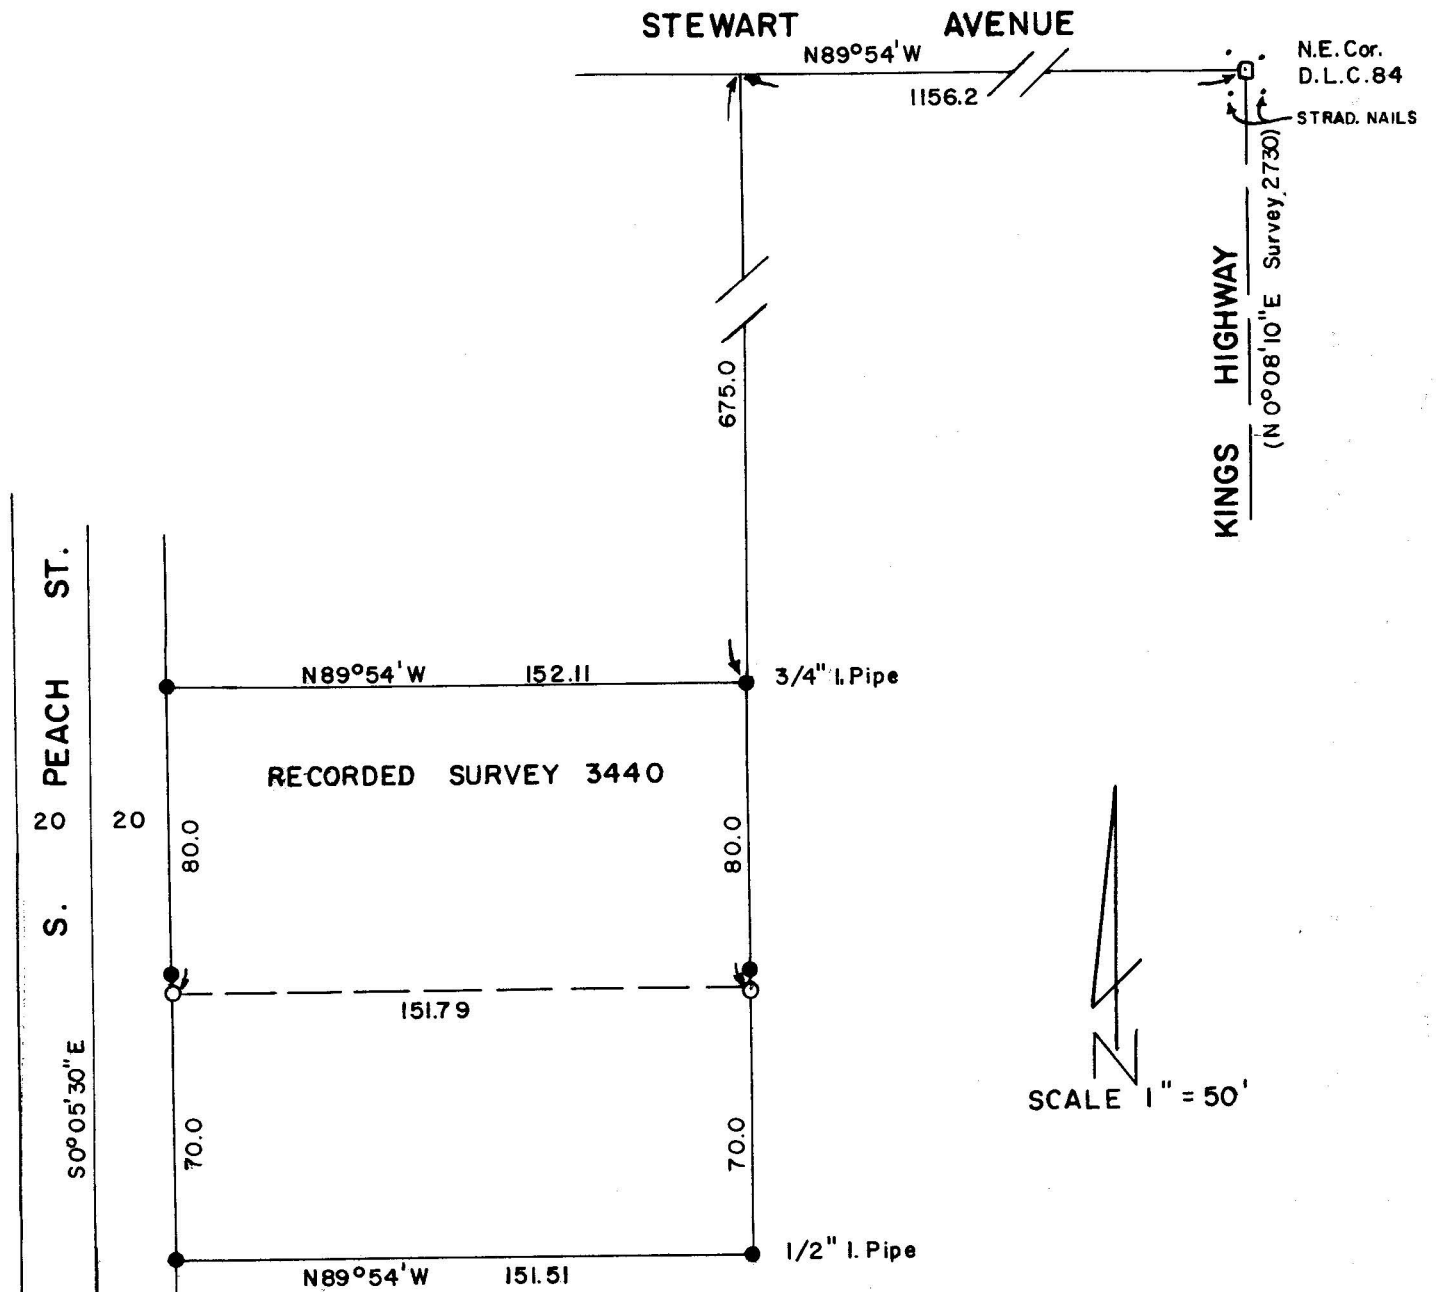 STEWART AVENUE
N89°54'W
1156.2
N.E. Cor.
D.L.C. 84
STRAD. NAILS
KINGS HIGHWAY
(N 0°08'10"E Survey 2730)
675.0
N89°54'W 152.11
3/4" I. Pipe
RECORDED SURVEY 3440
S. PEACH ST.
20 20
80.0
80.0
151.79
S0°05'30"E
70.0
70.0
N
SCALE 1" = 50'
1/2" I. Pipe
N89°54'W 151.51